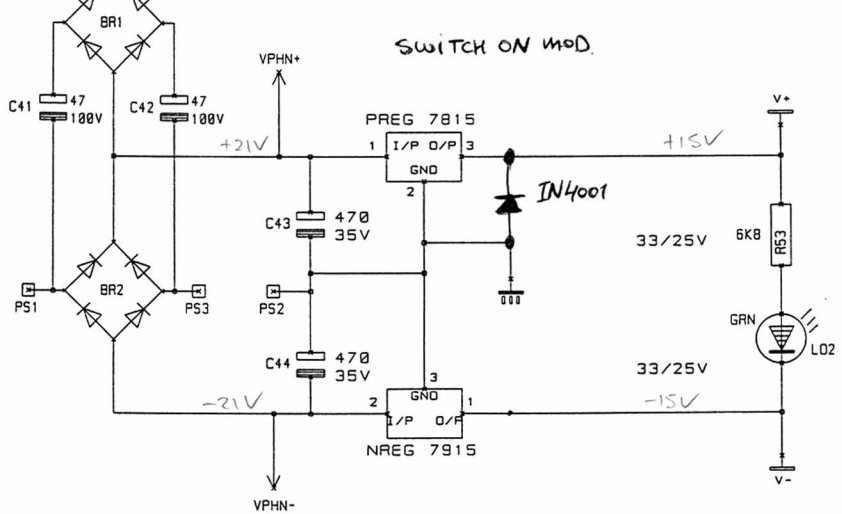 BR1
SWITCH ON MOD.
VPHN+
C41
47
100V
C42
47
100V
PREG 7815
V+
+21V
1
I/P O/P
3
+15V
GND
2
IN4001
C43
470
35V
33/25V
6K8
R53
PS1
BR2
PS3
PS2
GRN
LD2
C44
470
35V
33/25V
3
GND
-21V
2
I/P O/P
1
-15V
NREG 7915
V-
VPHN-